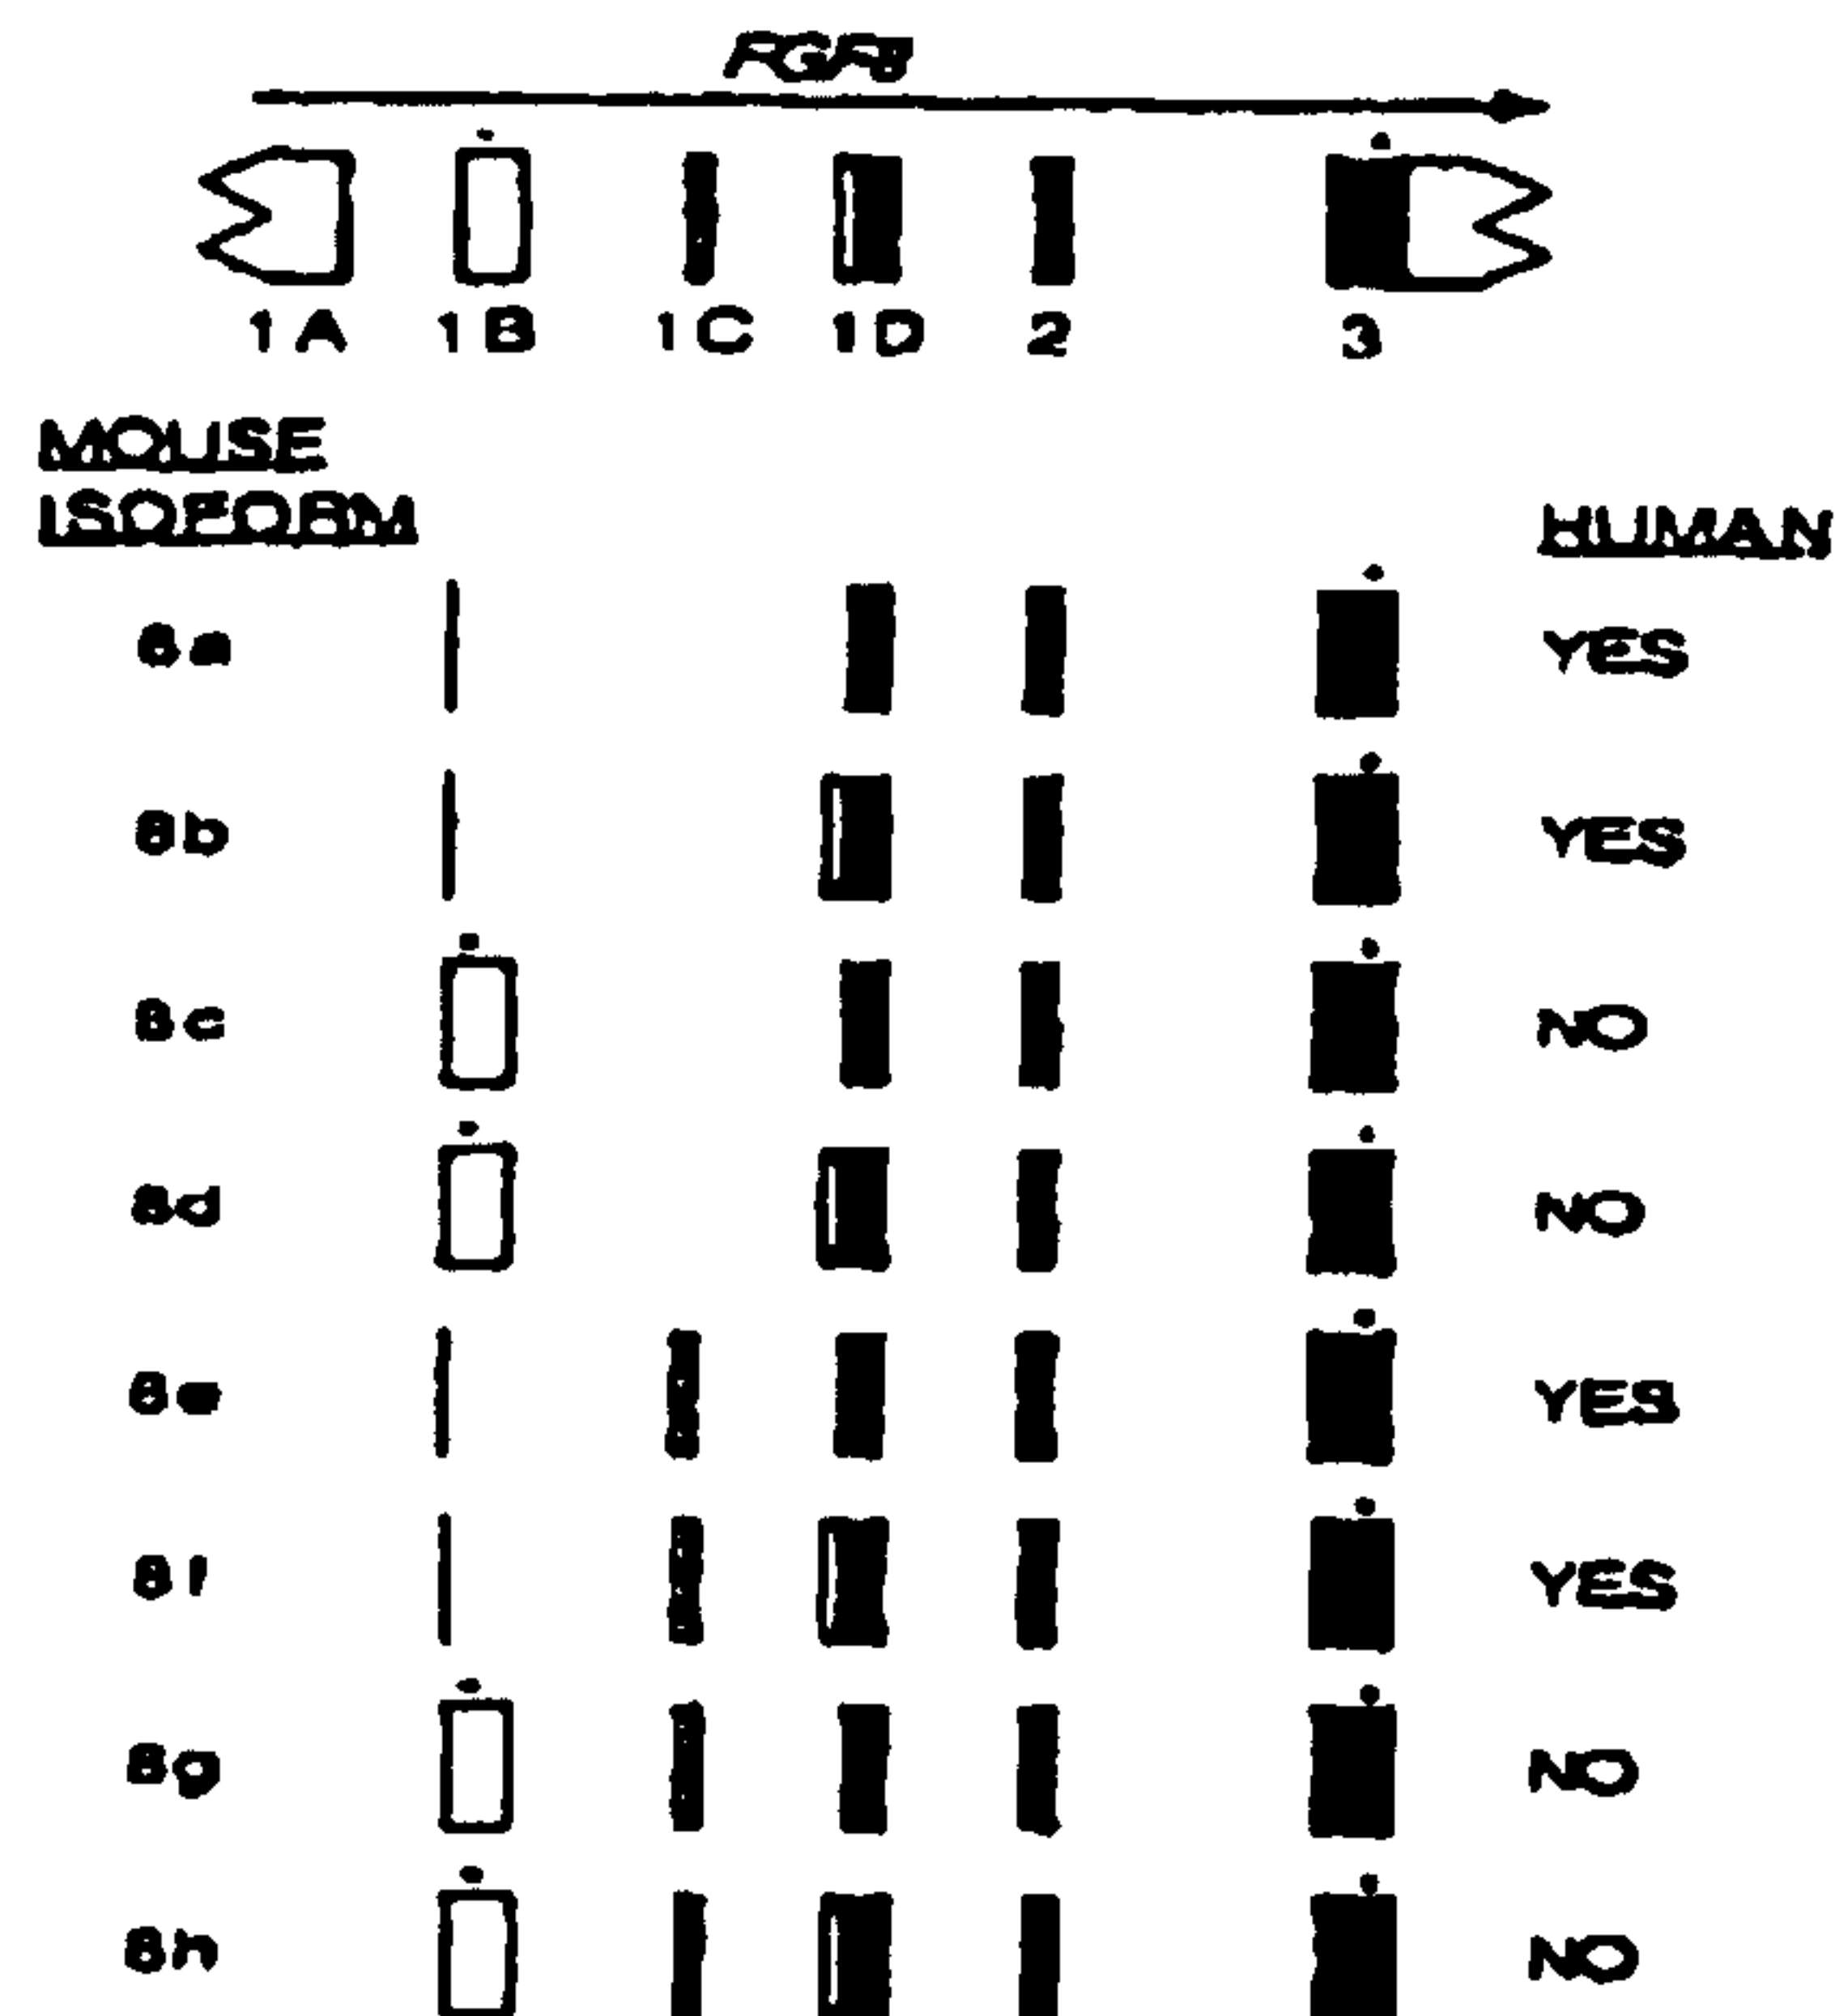 FGF8
1A 1B 1C 1D 2 3
MOUSE
ISOFORM
HUMAN
8a YES
8b YES
8c NO
8d NO
8e YES
8f YES
8g NO
8h NO